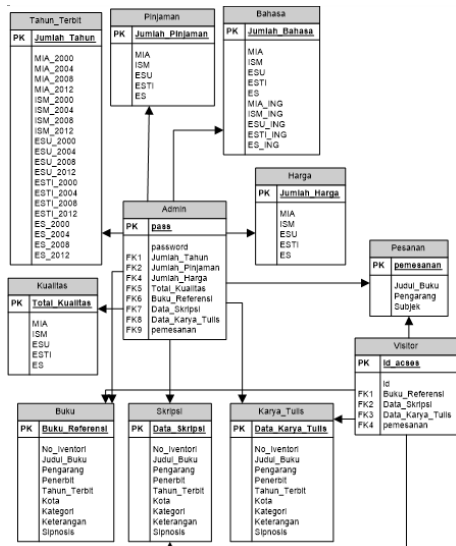 Tahun_Terbit
PK Jumlah_Tahun
MIA_2000
MIA_2004
MIA_2008
MIA_2012
ISM_2000
ISM_2004
ISM_2008
ISM_2012
ESU_2000
ESU_2004
ESU_2008
ESU_2012
ESTI_2000
ESTI_2004
ESTI_2008
ESTI_2012
ES_2000
ES_2004
ES_2008
ES_2012
Pinjaman
PK Jumlah_Pinjaman
MIA
ISM
ESU
ESTI
ES
Bahasa
PK Jumlah_Bahasa
MIA
ISM
ESU
ESTI
ES
MIA_ING
ISM_ING
ESU_ING
ESTI_ING
ES_ING
Harga
PK Jumlah_Harga
MIA
ISM
ESU
ESTI
ES
Admin
PK pass
password
FK1 Jumlah_Tahun
FK2 Jumlah_Pinjaman
FK4 Jumlah_Harga
FK5 Total_Kualitas
FK6 Buku_Referensi
FK7 Data_Skripsi
FK8 Data_Karya_Tulis
FK9 pemesanan
Pesanan
PK pemesanan
Judul_Buku
Pengarang
Subjek
Kualitas
PK Total_Kualitas
MIA
ISM
ESU
ESTI
ES
Visitor
PK id_acses
id
FK1 Buku_Referensi
FK2 Data_Skripsi
FK3 Data_Karya_Tulis
FK4 pemesanan
Buku
PK Buku_Referensi
No_Iventori
Judul_Buku
Pengarang
Penerbit
Tahun_Terbit
Kota
Kategori
Keterangan
Sipnosis
Skripsi
PK Data_Skripsi
No_Iventori
Judul_Buku
Pengarang
Penerbit
Tahun_Terbit
Kota
Kategori
Keterangan
Sipnosis
Karya_Tulis
PK Data_Karya_Tulis
No_Iventori
Judul_Buku
Pengarang
Penerbit
Tahun_Terbit
Kota
Kategori
Keterangan
Sipnosis